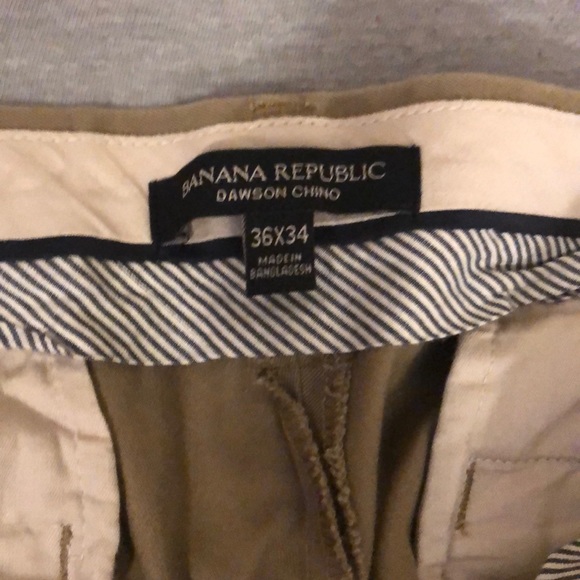 BANANA REPUBLIC
DAWSON CHINO
36X34
MADE IN
BANGLADESH